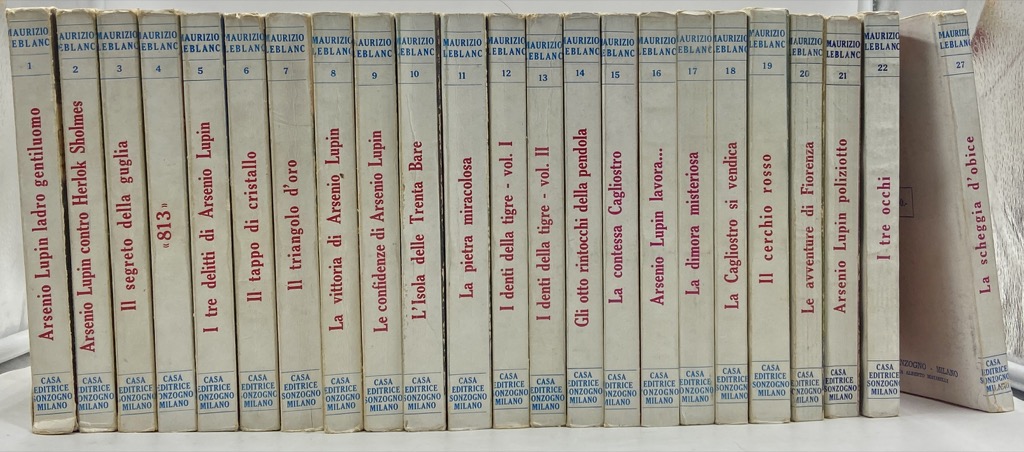 MAURIZIO
LEBLANC
1
Arsenio Lupin ladro gentiluomo
CASA
EDITRICE
SONZOGNO
MILANO
MAURIZIO
LEBLANC
2
Arsenio Lupin contro Herlok Sholmes
CASA
EDITRICE
SONZOGNO
MILANO
MAURIZIO
LEBLANC
3
Il segreto della guglia
CASA
EDITRICE
SONZOGNO
MILANO
MAURIZIO
LEBLANC
4
«813»
CASA
EDITRICE
SONZOGNO
MILANO
MAURIZIO
LEBLANC
5
I tre delitti di Arsenio Lupin
CASA
EDITRICE
SONZOGNO
MILANO
MAURIZIO
LEBLANC
6
Il tappo di cristallo
CASA
EDITRICE
SONZOGNO
MILANO
MAURIZIO
LEBLANC
7
Il triangolo d'oro
CASA
EDITRICE
SONZOGNO
MILANO
MAURIZIO
LEBLANC
8
La vittoria di Arsenio Lupin
CASA
EDITRICE
SONZOGNO
MILANO
MAURIZIO
LEBLANC
9
Le confidenze di Arsenio Lupin
CASA
EDITRICE
SONZOGNO
MILANO
MAURIZIO
LEBLANC
10
L'Isola delle Trenta Bare
CASA
EDITRICE
SONZOGNO
MILANO
MAURIZIO
LEBLANC
11
La pietra miracolosa
CASA
EDITRICE
SONZOGNO
MILANO
MAURIZIO
LEBLANC
12
I denti della tigre - vol. I
CASA
EDITRICE
SONZOGNO
MILANO
MAURIZIO
LEBLANC
13
I denti della tigre - vol. II
CASA
EDITRICE
SONZOGNO
MILANO
MAURIZIO
LEBLANC
14
Gli otto rintocchi della pendola
CASA
EDITRICE
SONZOGNO
MILANO
MAURIZIO
LEBLANC
15
La contessa Cagliostro
CASA
EDITRICE
SONZOGNO
MILANO
MAURIZIO
LEBLANC
16
Arsenio Lupin lavora...
CASA
EDITRICE
SONZOGNO
MILANO
MAURIZIO
LEBLANC
17
La dimora misteriosa
CASA
EDITRICE
SONZOGNO
MILANO
MAURIZIO
LEBLANC
18
La Cagliostro si vendica
CASA
EDITRICE
SONZOGNO
MILANO
MAURIZIO
LEBLANC
19
Il cerchio rosso
CASA
EDITRICE
SONZOGNO
MILANO
MAURIZIO
LEBLANC
20
Le avventure di Fiorenza
CASA
EDITRICE
SONZOGNO
MILANO
MAURIZIO
LEBLANC
21
Arsenio Lupin poliziotto
CASA
EDITRICE
SONZOGNO
MILANO
MAURIZIO
LEBLANC
22
I tre occhi
CASA
EDITRICE
SONZOGNO
MILANO
ONZOGNO - MILANO
MAURIZIO
LEBLANC
27
La scheggia d'obice
CASA
EDITRICE
SONZOGNO
MILANO